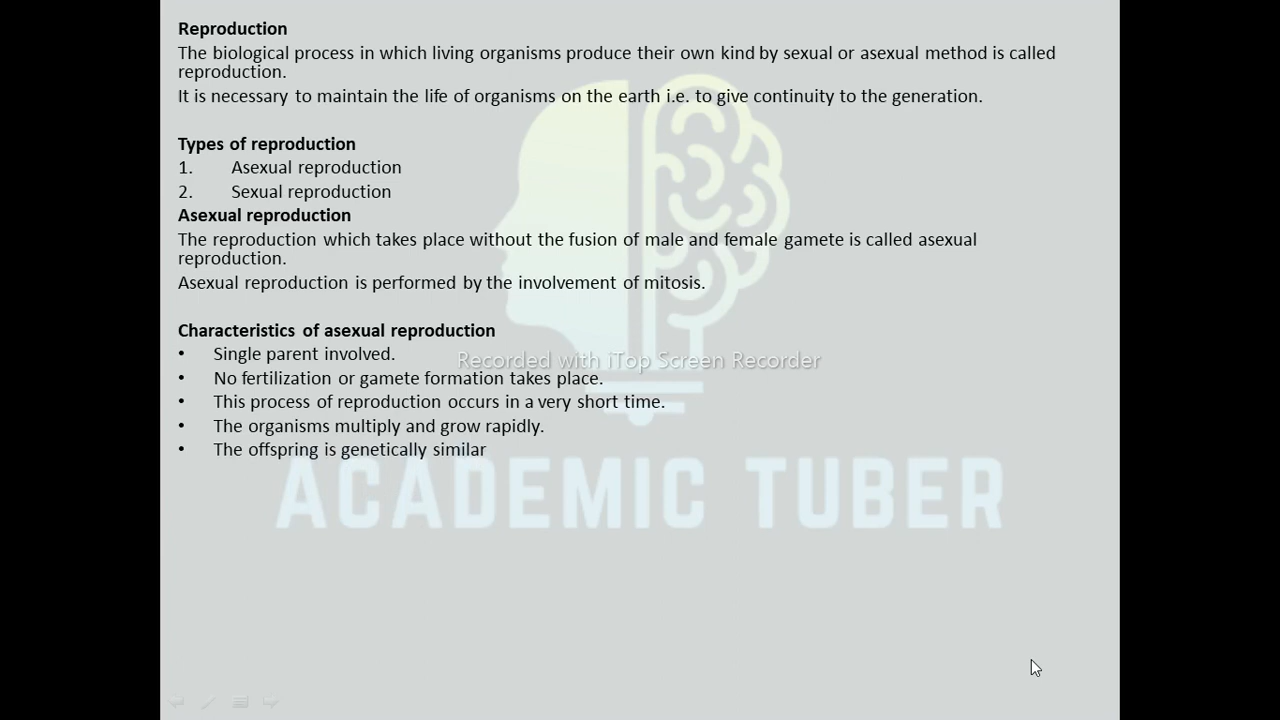 Reproduction
The biological process in which living organisms produce their own kind by sexual or asexual method is called
reproduction.
It is necessary to maintain the life of organisms on the earth i.e. to give continuity to the generation.
Types of reproduction
1. Asexual reproduction
2. Sexual reproduction
Asexual reproduction
The reproduction which takes place without the fusion of male and female gamete is called asexual
reproduction.
Asexual reproduction is performed by the involvement of mitosis.
Characteristics of asexual reproduction
• Single parent involved.
Recorded with iTop Screen Recorder
• No fertilization or gamete formation takes place.
• This process of reproduction occurs in a very short time.
• The organisms multiply and grow rapidly.
• The offspring is genetically similar
ACADEMIC TUBER